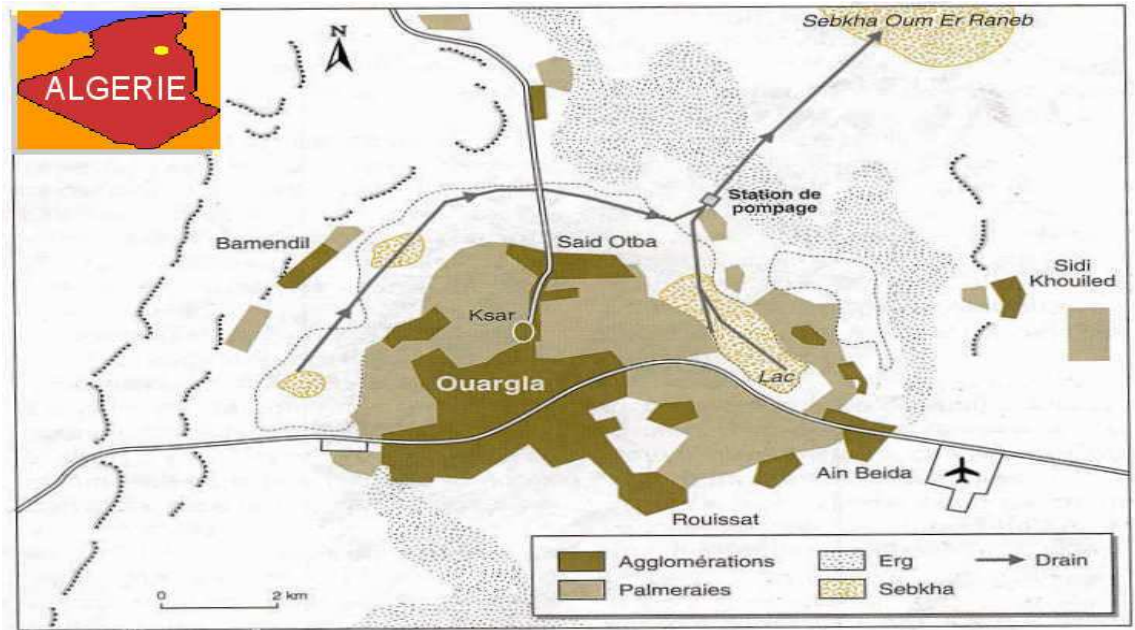 ALGERIE
N
Sebkha Oum Er Raneb
Station de
pompage
Bamendil
Said Otba
Sidi
Khouiled
Ksar
Ouargla
Lac
Ain Beida
Rouissat
0 2 km
Agglomérations
Palmeraies
Erg
Sebkha
Drain